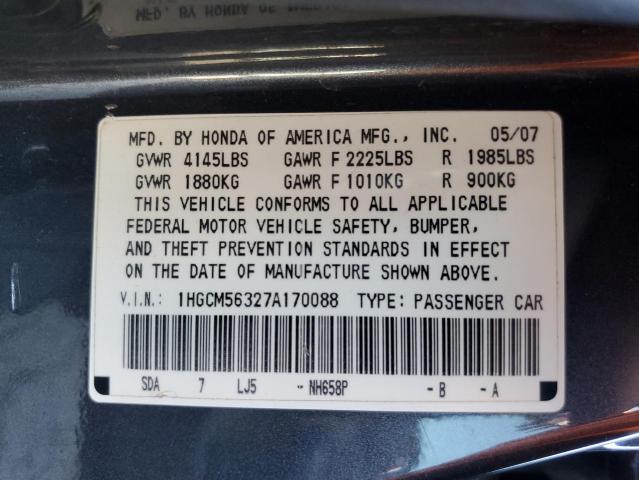 MFD. BY HONDA OF AMERICA MFG., INC. 05/07
GVWR 4145LBS GAWR F 2225LBS R 1985LBS
GVWR 1880KG GAWR F 1010KG R 900KG
THIS VEHICLE CONFORMS TO ALL APPLICABLE
FEDERAL MOTOR VEHICLE SAFETY, BUMPER,
AND THEFT PREVENTION STANDARDS IN EFFECT
ON THE DATE OF MANUFACTURE SHOWN ABOVE.
V.I.N.: 1HGCM56327A170088 TYPE: PASSENGER CAR
SDA 7 LJ5 - NH658P - B - A